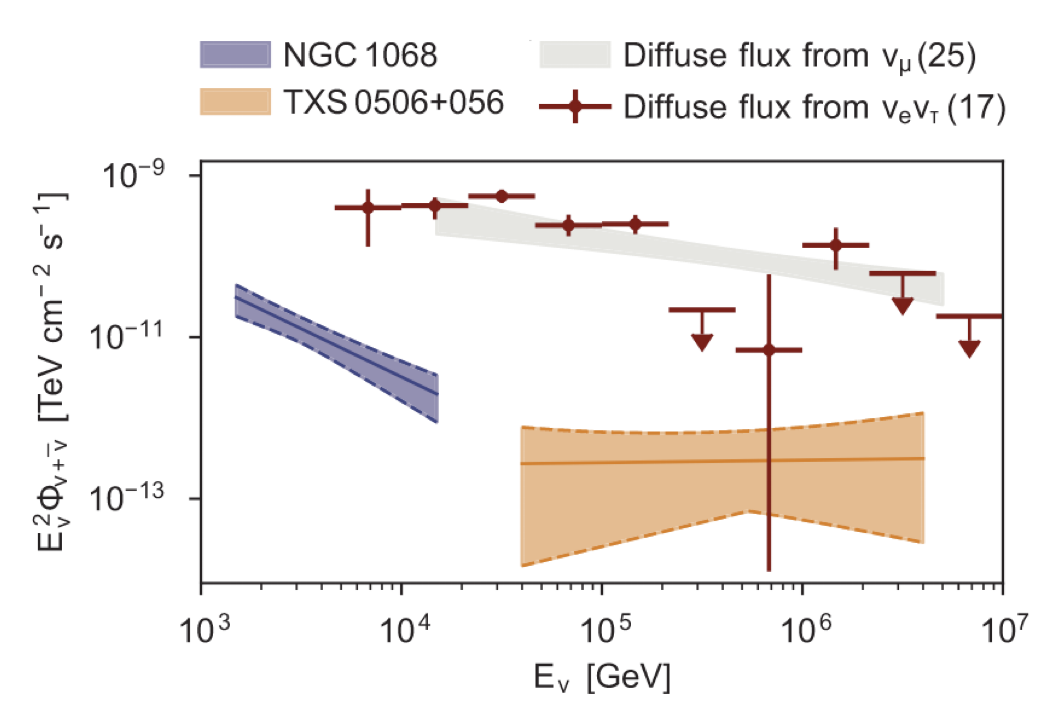 NGC 1068
TXS 0506+056
Diffuse flux from νμ (25)
Diffuse flux from νeντ (17)
10⁻⁹
10⁻¹¹
10⁻¹³
E²νΦν+ν̄ [TeV cm⁻² s⁻¹]
10³ 10⁴ 10⁵ 10⁶ 10⁷
Eν [GeV]